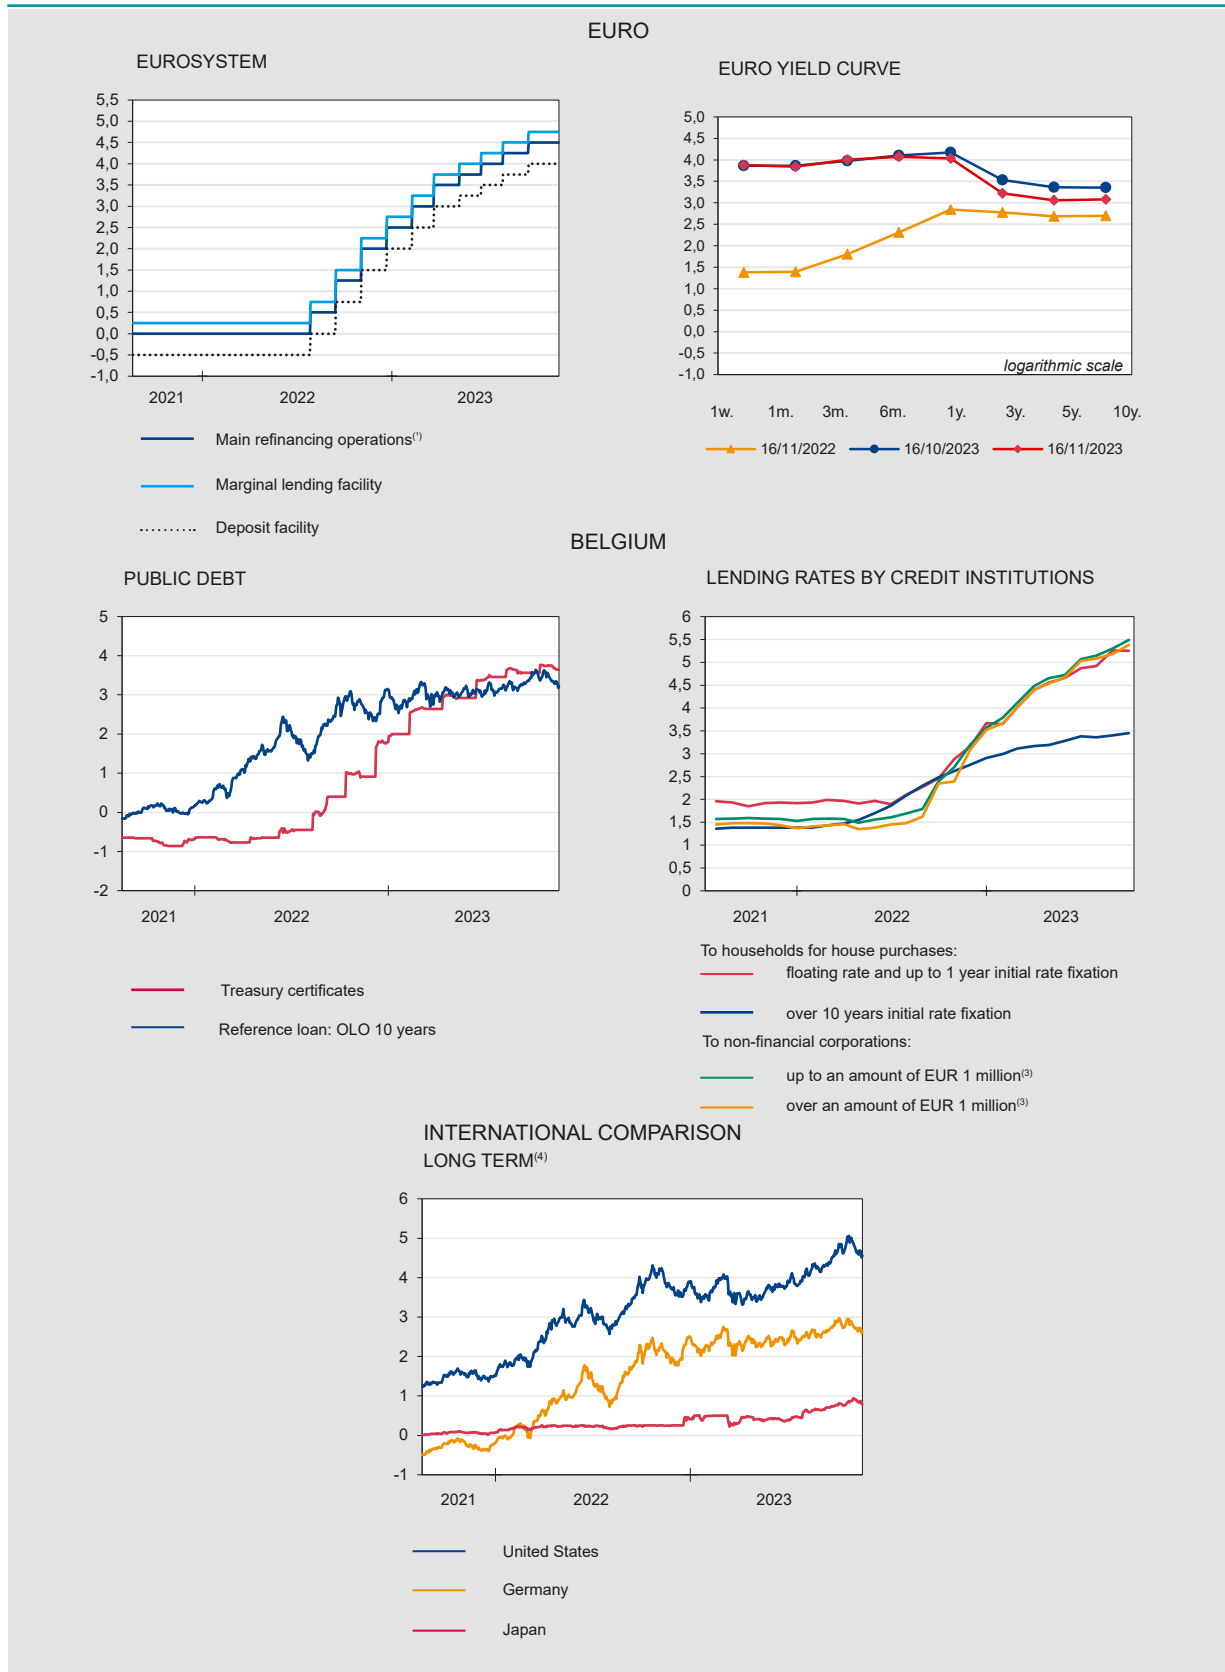 EURO
EUROSYSTEM
5,5
5,0
4,5
4,0
3,5
3,0
2,5
2,0
1,5
1,0
0,5
0,0
-0,5
-1,0
2021 2022 2023
Main refinancing operations(1)
Marginal lending facility
Deposit facility
EURO YIELD CURVE
5,0
4,5
4,0
3,5
3,0
2,5
2,0
1,5
1,0
0,5
0,0
-0,5
-1,0
logarithmic scale
1w. 1m. 3m. 6m. 1y. 3y. 5y. 10y.
16/11/2022 16/10/2023 16/11/2023
BELGIUM
PUBLIC DEBT
5
4
3
2
1
0
-1
-2
2021 2022 2023
Treasury certificates
Reference loan: OLO 10 years
LENDING RATES BY CREDIT INSTITUTIONS
6
5,5
5
4,5
4
3,5
3
2,5
2
1,5
1
0,5
0
2021 2022 2023
To households for house purchases:
floating rate and up to 1 year initial rate fixation
over 10 years initial rate fixation
To non-financial corporations:
up to an amount of EUR 1 million(3)
over an amount of EUR 1 million(3)
INTERNATIONAL COMPARISON
LONG TERM(4)
6
5
4
3
2
1
0
-1
2021 2022 2023
United States
Germany
Japan